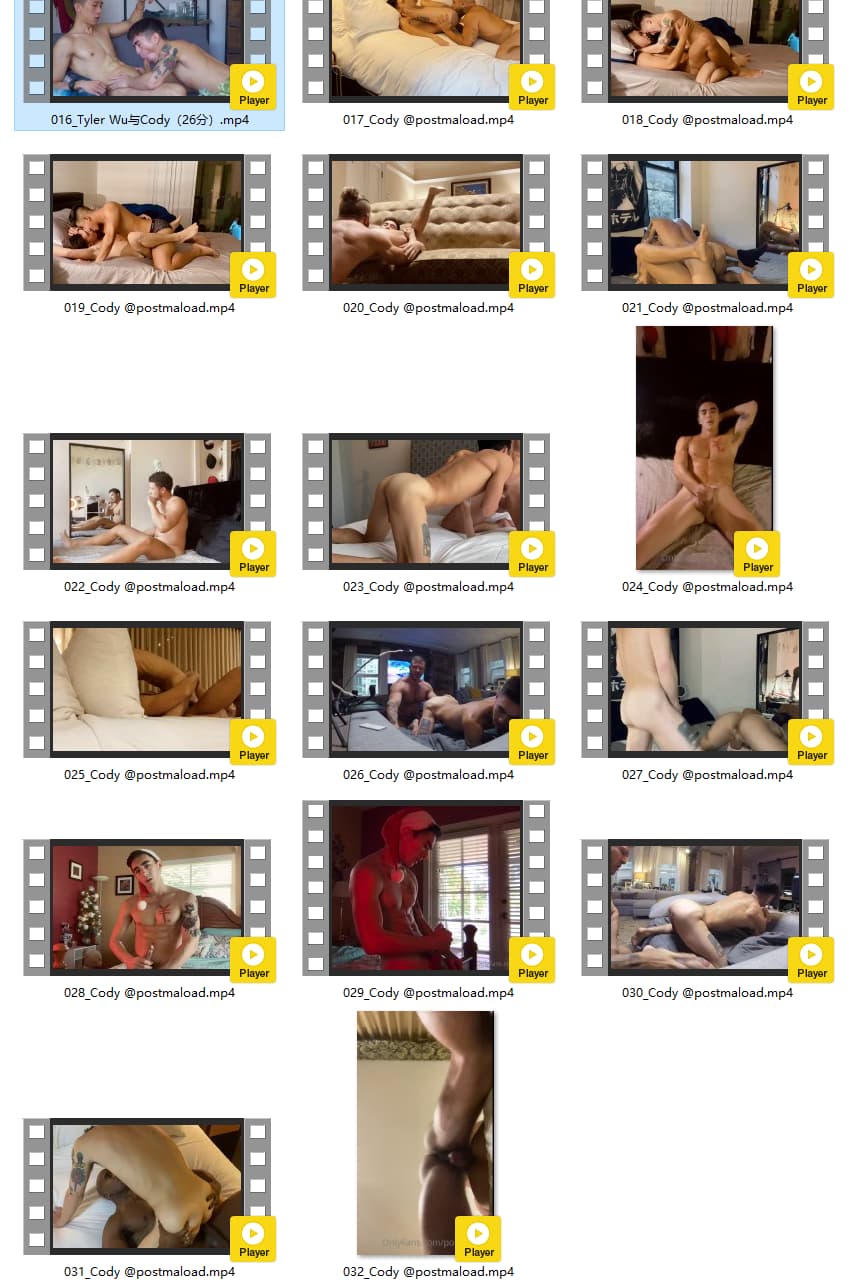 Player
Player
Player
016_Tyler Wu与Cody（26分）.mp4
017_Cody @postmaload.mp4
018_Cody @postmaload.mp4
Player
Player
ホテル
Player
019_Cody @postmaload.mp4
020_Cody @postmaload.mp4
021_Cody @postmaload.mp4
Player
Player
Player
022_Cody @postmaload.mp4
023_Cody @postmaload.mp4
024_Cody @postmaload.mp4
Player
Player
Player
025_Cody @postmaload.mp4
026_Cody @postmaload.mp4
027_Cody @postmaload.mp4
Player
Player
Player
028_Cody @postmaload.mp4
029_Cody @postmaload.mp4
030_Cody @postmaload.mp4
Player
OnlyFans.com/po
Player
031_Cody @postmaload.mp4
032_Cody @postmaload.mp4